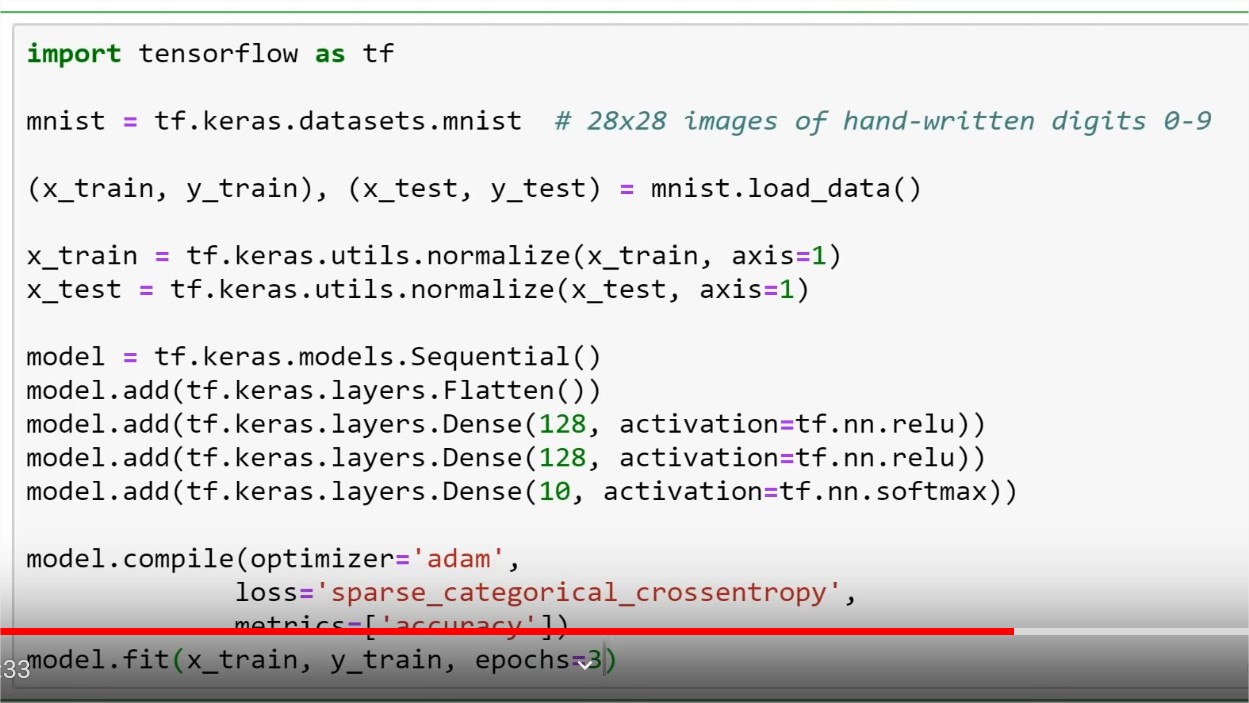 import tensorflow as tf
mnist = tf.keras.datasets.mnist  # 28x28 images of hand-written digits 0-9
(x_train, y_train), (x_test, y_test) = mnist.load_data()
x_train = tf.keras.utils.normalize(x_train, axis=1)
x_test = tf.keras.utils.normalize(x_test, axis=1)
model = tf.keras.models.Sequential()
model.add(tf.keras.layers.Flatten())
model.add(tf.keras.layers.Dense(128, activation=tf.nn.relu))
model.add(tf.keras.layers.Dense(128, activation=tf.nn.relu))
model.add(tf.keras.layers.Dense(10, activation=tf.nn.softmax))
model.compile(optimizer='adam',
              loss='sparse_categorical_crossentropy',
              metrics=['accuracy'])
model.fit(x_train, y_train, epochs=3)
:33